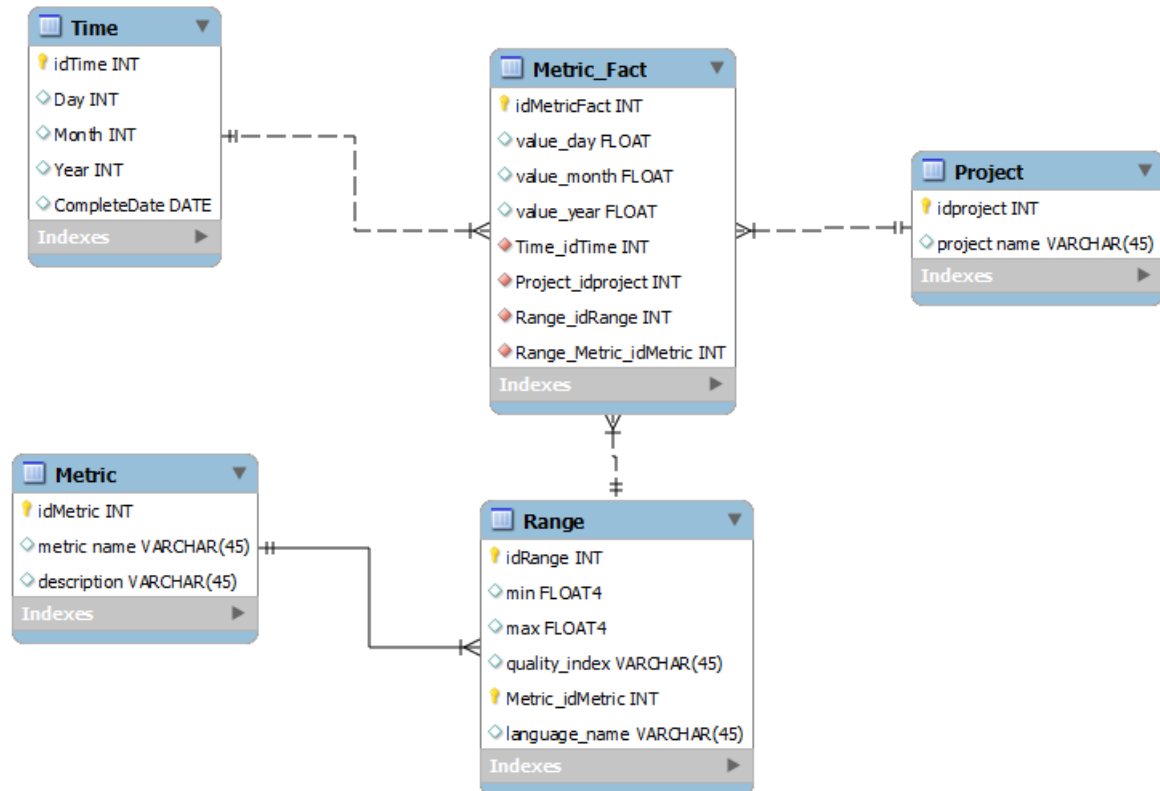 Time
idTime INT
Day INT
Month INT
Year INT
CompleteDate DATE
Indexes
Metric_Fact
idMetricFact INT
value_day FLOAT
value_month FLOAT
value_year FLOAT
Time_idTime INT
Project_idproject INT
Range_idRange INT
Range_Metric_idMetric INT
Indexes
Project
idproject INT
project name VARCHAR(45)
Indexes
Metric
idMetric INT
metric name VARCHAR(45)
description VARCHAR(45)
Indexes
Range
idRange INT
min FLOAT4
max FLOAT4
quality_index VARCHAR(45)
Metric_idMetric INT
language_name VARCHAR(45)
Indexes